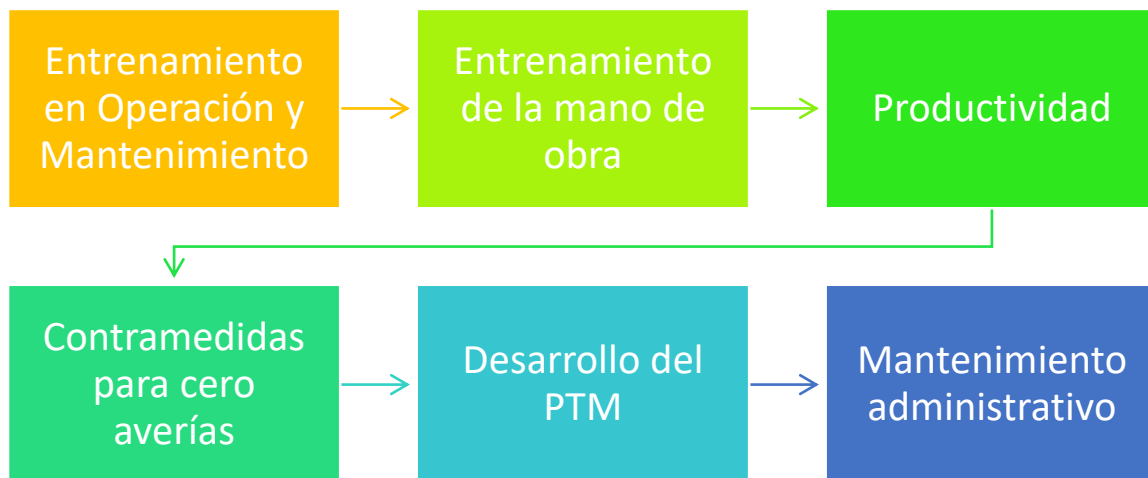 Entrenamiento
en Operación y
Mantenimiento
Entrenamiento
de la mano de
obra
Productividad
Contramedidas
para cero
averías
Desarrollo del
PTM
Mantenimiento
administrativo